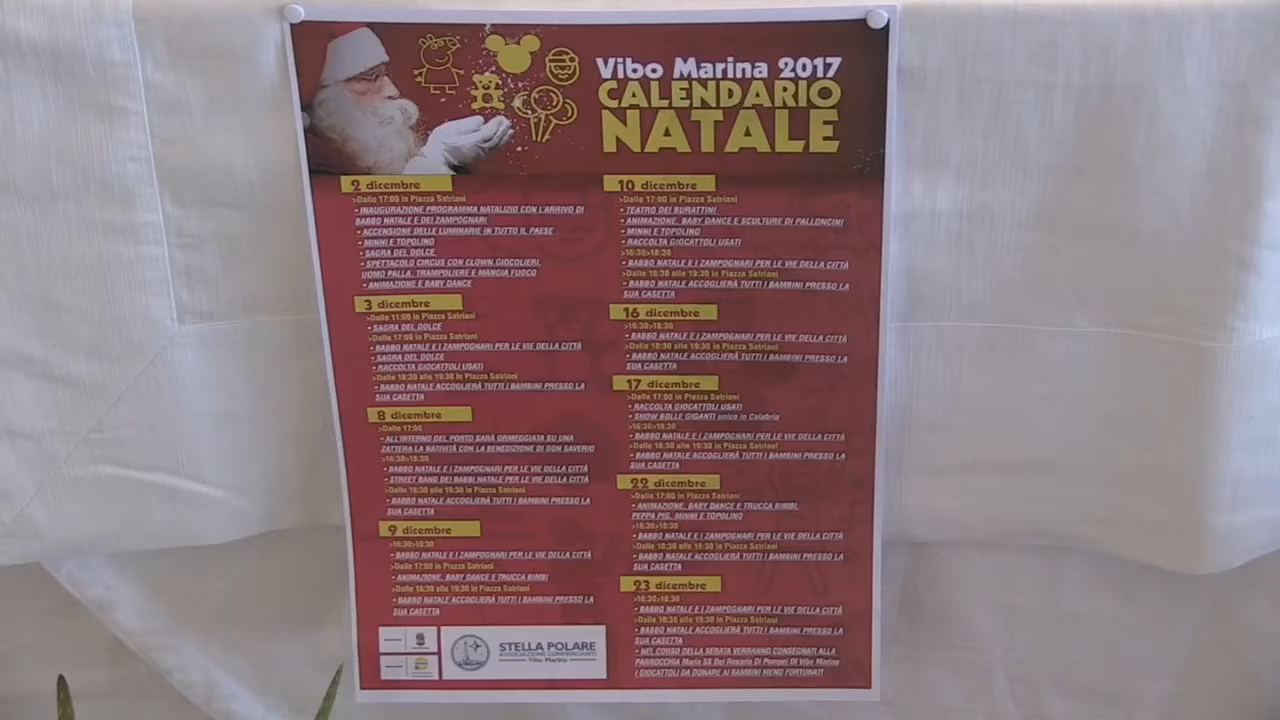 Vibo Marina 2017
CALENDARIO
NATALE
2 dicembre
>Dalle 17:00 in Piazza Satriani
- INAUGURAZIONE PROGRAMMA NATALIZIO CON L'ARRIVO DI
BABBO NATALE E DEI ZAMPOGNARI
- ACCENSIONE DELLE LUMINARIE IN TUTTO IL PAESE
- MINNI E TOPOLINO
- SAGRA DEL DOLCE
- SPETTACOLO CIRCUS CON CLOWN, GIOCOLIERI,
UOMO PALLA, TRAMPOLIERE E MANGIA FUOCO
- ANIMAZIONE E BABY DANCE
3 dicembre
>Dalle 11:00 in Piazza Satriani
- SAGRA DEL DOLCE
>Dalle 17:00 in Piazza Satriani
- BABBO NATALE E I ZAMPOGNARI PER LE VIE DELLA CITTÀ
- SAGRA DEL DOLCE
- RACCOLTA GIOCATTOLI USATI
>Dalle 18:30 alle 19:30 in Piazza Satriani
- BABBO NATALE ACCOGLIERÀ TUTTI I BAMBINI PRESSO LA
SUA CASETTA
8 dicembre
>Dalle 17:00
- ALL'INTERNO DEL PORTO SARÀ ORMEGGIATA SU UNA
ZATTERA LA NATIVITÀ CON LA BENEDIZIONE DI DON SAVERIO
>16:30>18:30
- BABBO NATALE E I ZAMPOGNARI PER LE VIE DELLA CITTÀ
- STREET BAND DEI BABBI NATALE PER LE VIE DELLA CITTÀ
>Dalle 18:30 alle 19:30 in Piazza Satriani
- BABBO NATALE ACCOGLIERÀ TUTTI I BAMBINI PRESSO LA
SUA CASETTA
9 dicembre
>16:30>18:30
- BABBO NATALE E I ZAMPOGNARI PER LE VIE DELLA CITTÀ
>Dalle 17:00 in Piazza Satriani
- ANIMAZIONE, BABY DANCE E TRUCCA BIMBI
>Dalle 18:30 alle 19:30 in Piazza Satriani
- BABBO NATALE ACCOGLIERÀ TUTTI I BAMBINI PRESSO LA
SUA CASETTA
STELLA POLARE
ASSOCIAZIONE COMMERCIANTI
Vibo Marina
10 dicembre
>Dalle 17:00 in Piazza Satriani
- TEATRO DEI BURATTINI
- ANIMAZIONE, BABY DANCE E SCULTURE DI PALLONCINI
- MINNI E TOPOLINO
- RACCOLTA GIOCATTOLI USATI
>16:30>18:30
- BABBO NATALE E I ZAMPOGNARI PER LE VIE DELLA CITTÀ
>Dalle 18:30 alle 19:30 in Piazza Satriani
- BABBO NATALE ACCOGLIERÀ TUTTI I BAMBINI PRESSO LA
SUA CASETTA
16 dicembre
>16:30>18:30
- BABBO NATALE E I ZAMPOGNARI PER LE VIE DELLA CITTÀ
>Dalle 18:30 alle 19:30 in Piazza Satriani
- BABBO NATALE ACCOGLIERÀ TUTTI I BAMBINI PRESSO LA
SUA CASETTA
17 dicembre
>Dalle 17:00 in Piazza Satriani
- RACCOLTA GIOCATTOLI USATI
- SHOW BOLLE GIGANTI unico in Calabria
>16:30>18:30
- BABBO NATALE E I ZAMPOGNARI PER LE VIE DELLA CITTÀ
>Dalle 18:30 alle 19:30 in Piazza Satriani
- BABBO NATALE ACCOGLIERÀ TUTTI I BAMBINI PRESSO LA
SUA CASETTA
22 dicembre
>Dalle 17:00 in Piazza Satriani
- ANIMAZIONE, BABY DANCE E TRUCCA BIMBI,
PEPPA PIG, MINNI E TOPOLINO
>16:30>18:30
- BABBO NATALE E I ZAMPOGNARI PER LE VIE DELLA CITTÀ
>Dalle 18:30 alle 19:30 in Piazza Satriani
- BABBO NATALE ACCOGLIERÀ TUTTI I BAMBINI PRESSO LA
SUA CASETTA
23 dicembre
>16:30>18:30
- BABBO NATALE E I ZAMPOGNARI PER LE VIE DELLA CITTÀ
>Dalle 18:30 alle 19:30 in Piazza Satriani
- BABBO NATALE ACCOGLIERÀ TUTTI I BAMBINI PRESSO LA
SUA CASETTA
- NEL CORSO DELLA SERATA VERRANNO CONSEGNATI ALLA
PARROCCHIA Maria SS Del Rosario Di Pompei Di Vibo Marina
I GIOCATTOLI DA DONARE AI BAMBINI MENO FORTUNATI